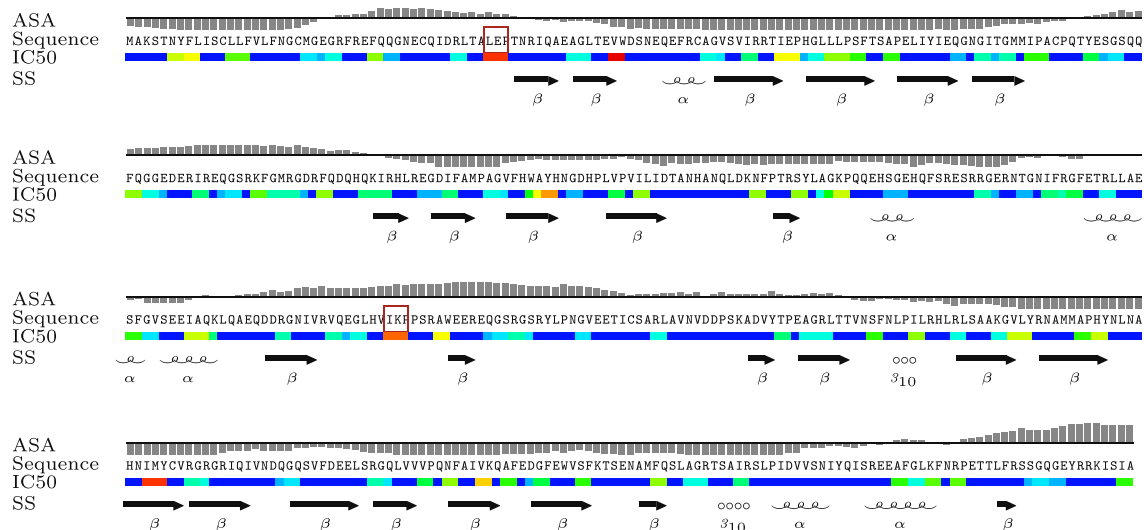 ASA
Sequence MAKSTNYFLISCLLFVLFNGCMGEGRFREFQQGNECQIDRLTALEPTNRIQAEAGLTEVWDSNEQEFRCAGVSVIRRTIEPHGLLLPSFTSAPELIYIEQGNGITGMMIPACPQTYESGSQQ
IC50
SS
β β α β β β β
ASA
Sequence FQGGEDERIREQGSRKFGMRGDRFQDQHQKIRHLREGDIFAMPAGVFHWAYHNGDHPLVPVILIDTANHANQLDKNFPTRSYLAGKPQQEHSGEHQFSRESRRGERNTGNIFRGFETRLLAE
IC50
SS
β β β β β α α
ASA
Sequence SFGVSEEIAQKLQAEQDDRGNIVRVQEGLHVIKPPSRAWEEREQGSRGSRYLPNGVEETICSARLAVNVDDPSKADVYTPEAGRLTTVNSFNLPILRHLRLSAAKGVLYRNAMMAPHYNLNA
IC50
SS
α α β β β β 3₁₀ β β
ASA
Sequence HNIMYCVRGRGRIQIVNDQGQSVFDEELSRGQLVVVPQNFAIVKQAFEDGFEWVSFKTSENAMFQSLAGRTSAIRSLPIDVVSNIYQISREEAFGLKFNRPETTLFRSSGQGEYRRKISIA
IC50
SS
β β β β β β β 3₁₀ α α β